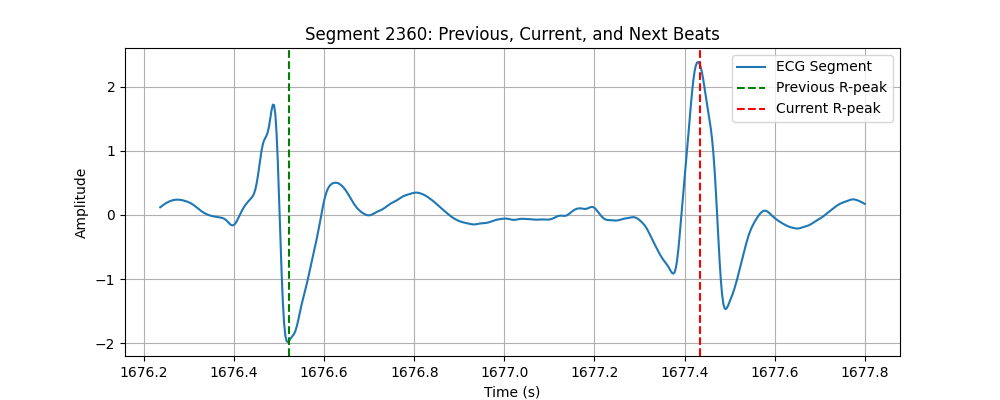 Segment 2360: Previous, Current, and Next Beats
ECG Segment
Previous R-peak
Current R-peak
Amplitude
2
1
0
−1
−2
1676.2 1676.4 1676.6 1676.8 1677.0 1677.2 1677.4 1677.6 1677.8
Time (s)